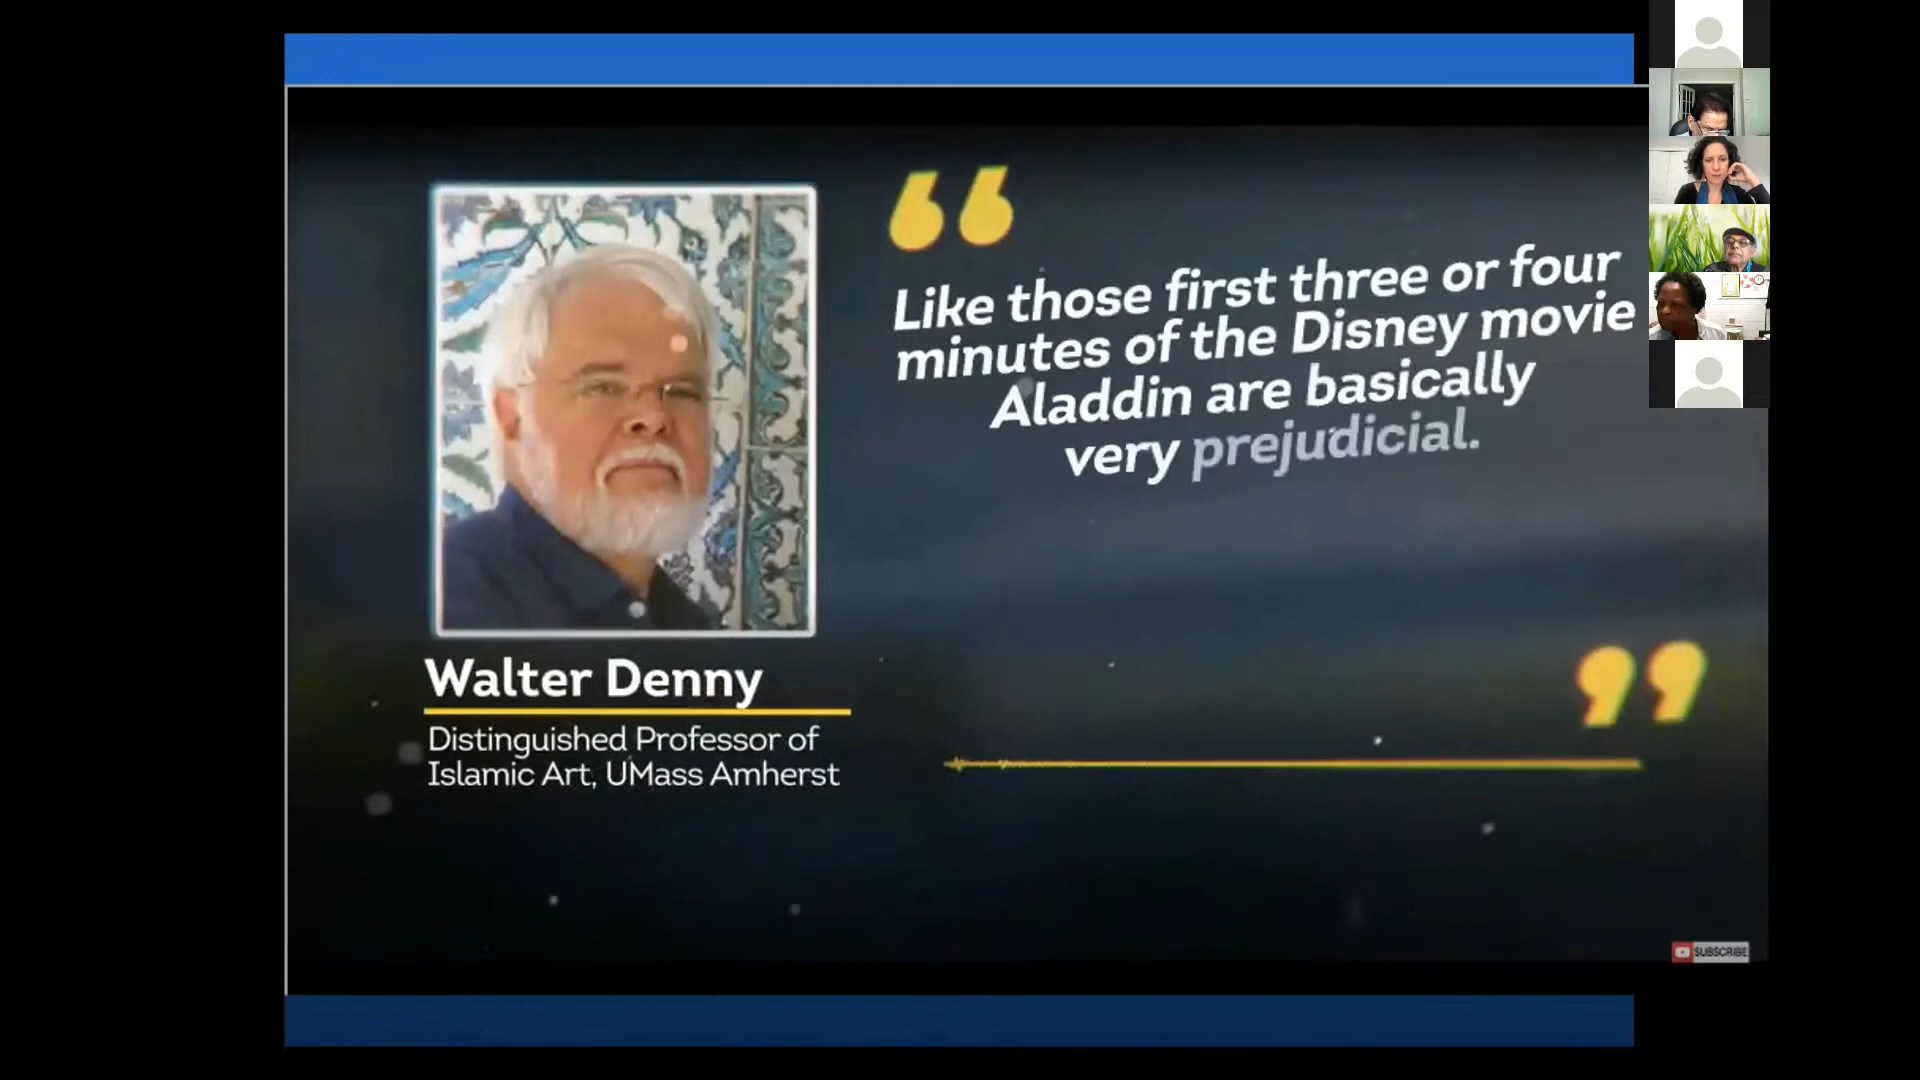 “
Like those first three or four
minutes of the Disney movie
Aladdin are basically
very prejudicial.
”
Walter Denny
Distinguished Professor of
Islamic Art, UMass Amherst
SUBSCRIBE